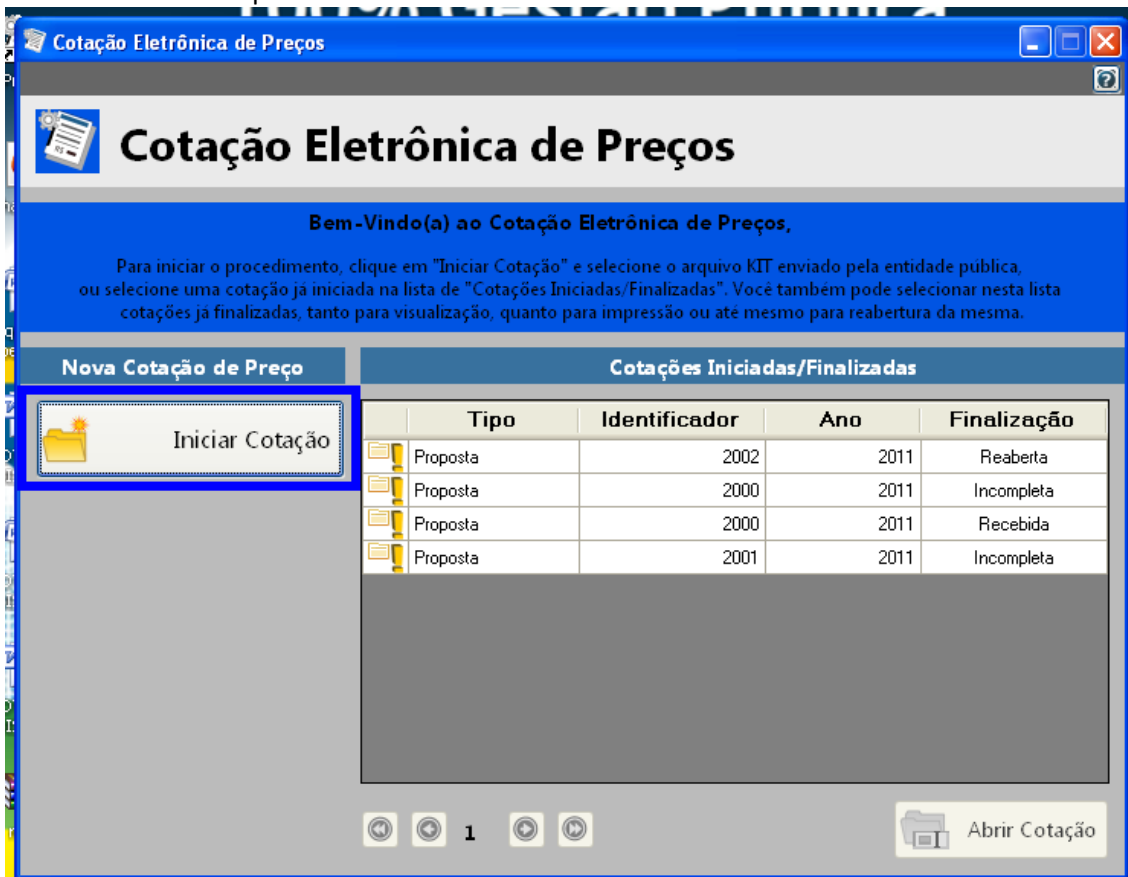 100% Gestão Pública
Cotação Eletrônica de Preços
Cotação Eletrônica de Preços
Bem-Vindo(a) ao Cotação Eletrônica de Preços,
Para iniciar o procedimento, clique em "Iniciar Cotação" e selecione o arquivo KIT enviado pela entidade pública,
ou selecione uma cotação já iniciada na lista de "Cotações Iniciadas/Finalizadas". Você também pode selecionar nesta lista
cotações já finalizadas, tanto para visualização, quanto para impressão ou até mesmo para reabertura da mesma.
Nova Cotação de Preço
Cotações Iniciadas/Finalizadas
Iniciar Cotação
Tipo Identificador Ano Finalização
Proposta 2002 2011 Reaberta
Proposta 2000 2011 Incompleta
Proposta 2000 2011 Recebida
Proposta 2001 2011 Incompleta
1
Abrir Cotação